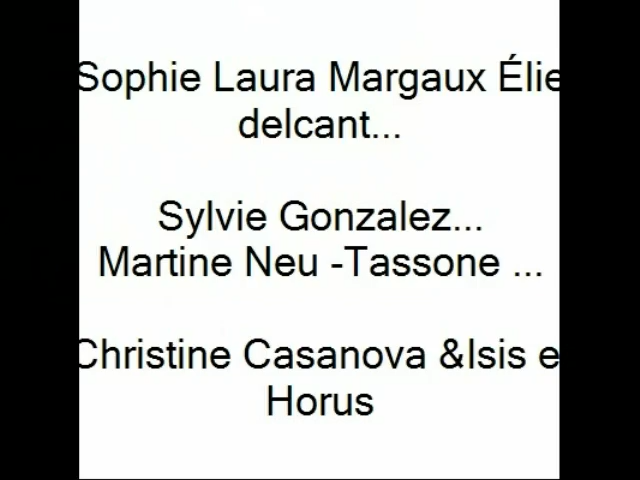 Sophie Laura Margaux Élie
delcant...
Sylvie Gonzalez...
Martine Neu -Tassone ...
Christine Casanova &Isis e
Horus